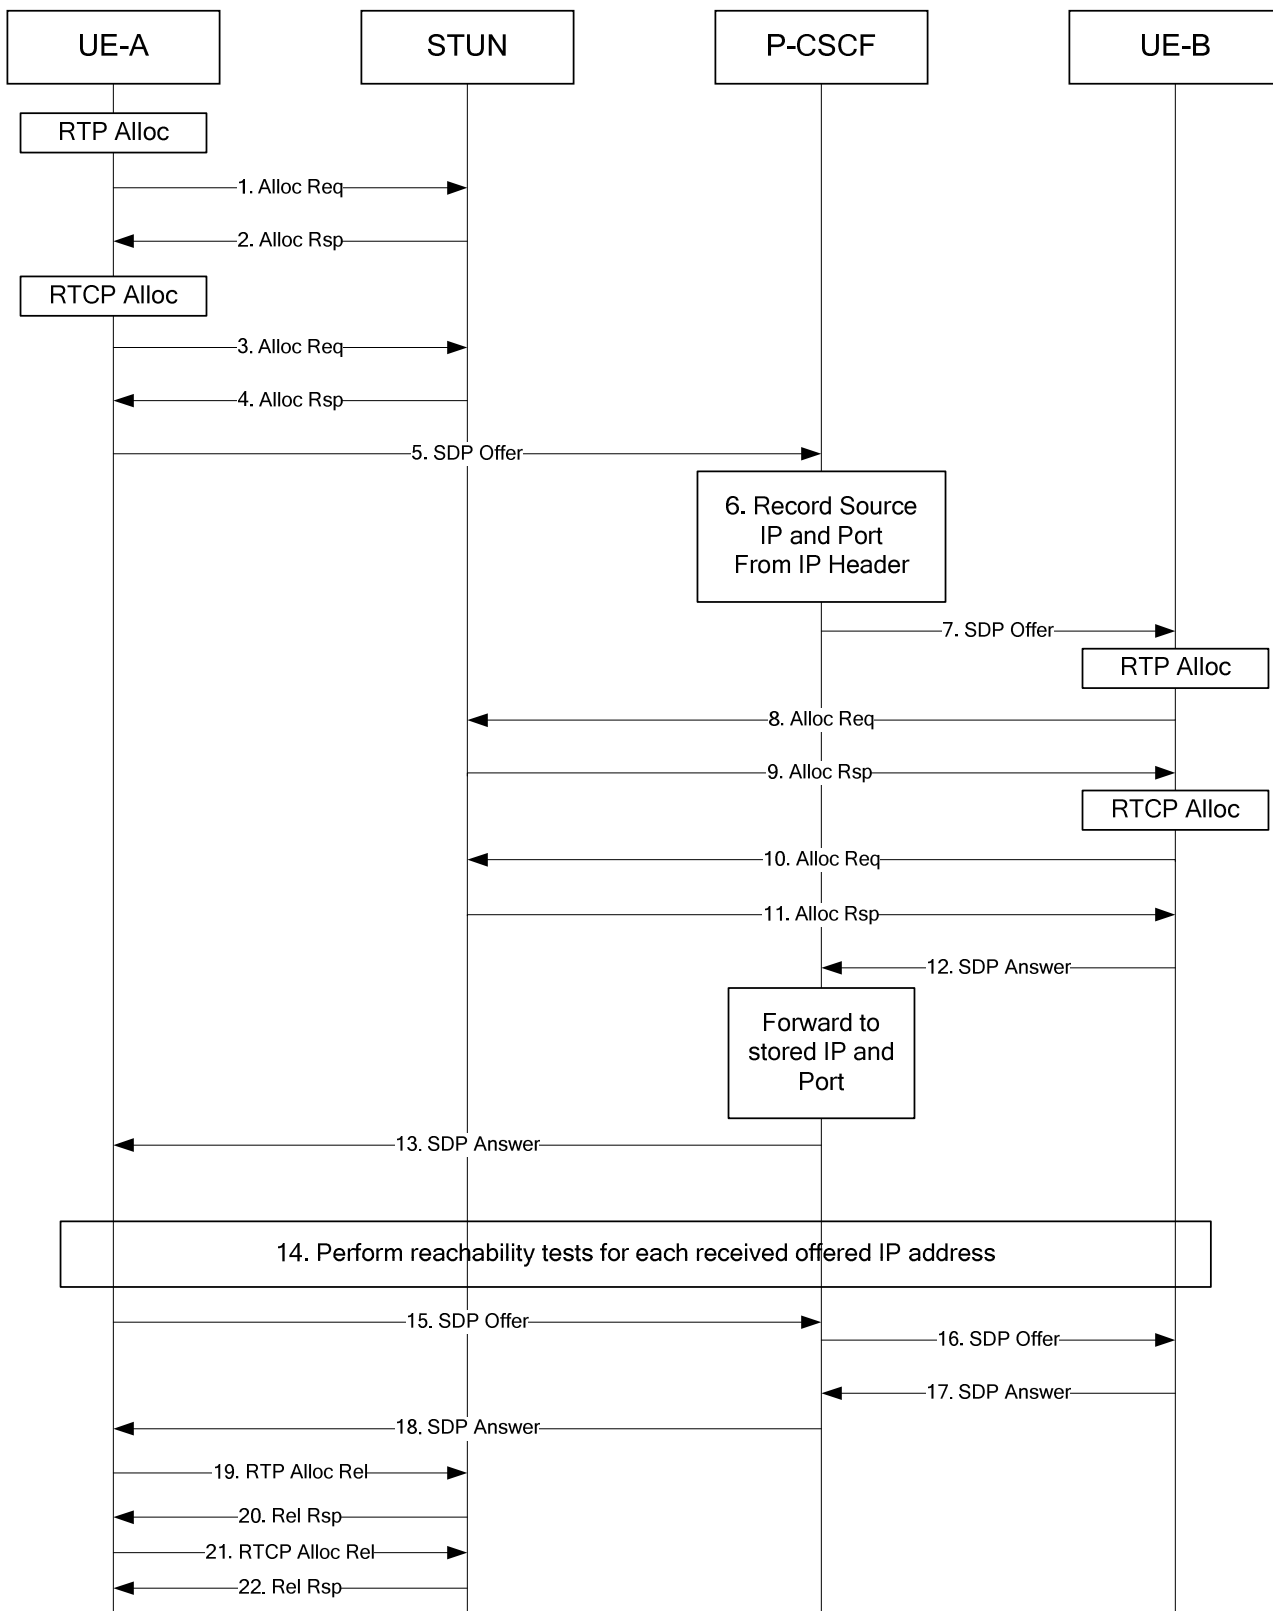 UE-A
STUN
P-CSCF
UE-B
RTP Alloc
1. Alloc Req
2. Alloc Rsp
RTCP Alloc
3. Alloc Req
4. Alloc Rsp
5. SDP Offer
6. Record Source
IP and Port
From IP Header
7. SDP Offer
RTP Alloc
8. Alloc Req
9. Alloc Rsp
RTCP Alloc
10. Alloc Req
11. Alloc Rsp
12. SDP Answer
Forward to
stored IP and
Port
13. SDP Answer
14. Perform reachability tests for each received offered IP address
15. SDP Offer
16. SDP Offer
17. SDP Answer
18. SDP Answer
19. RTP Alloc Rel
20. Rel Rsp
21. RTCP Alloc Rel
22. Rel Rsp